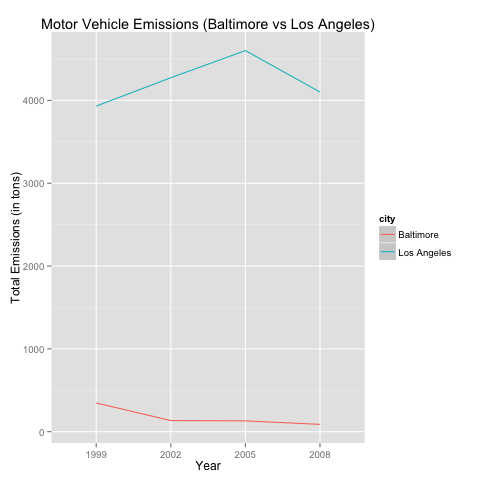 Motor Vehicle Emissions (Baltimore vs Los Angeles)
Total Emissions (in tons)
4000
3000
2000
1000
0
1999 2002 2005 2008
Year
city
Baltimore
Los Angeles